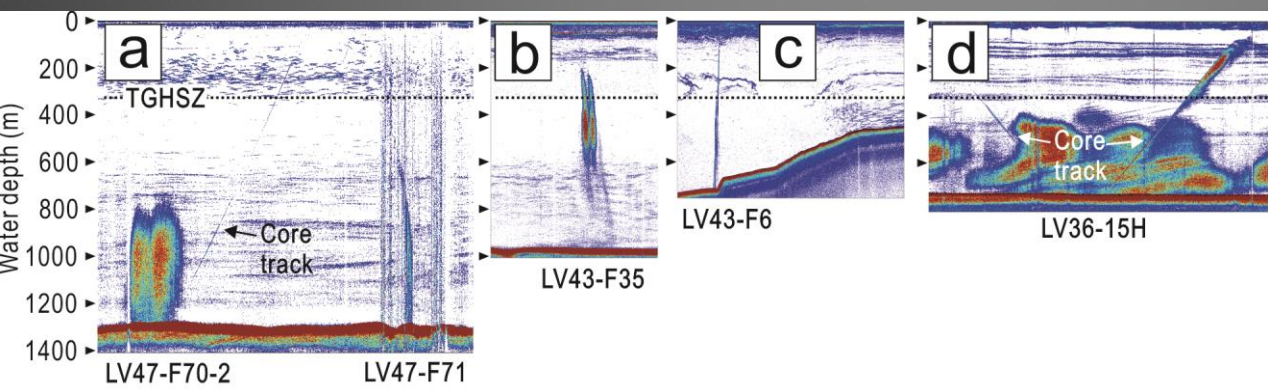 a
b
c
d
0
200
400
600
800
1000
1200
1400
Water depth (m)
TGHSZ
Core
track
Core
track
LV47-F70-2
LV47-F71
LV43-F35
LV43-F6
LV36-15H